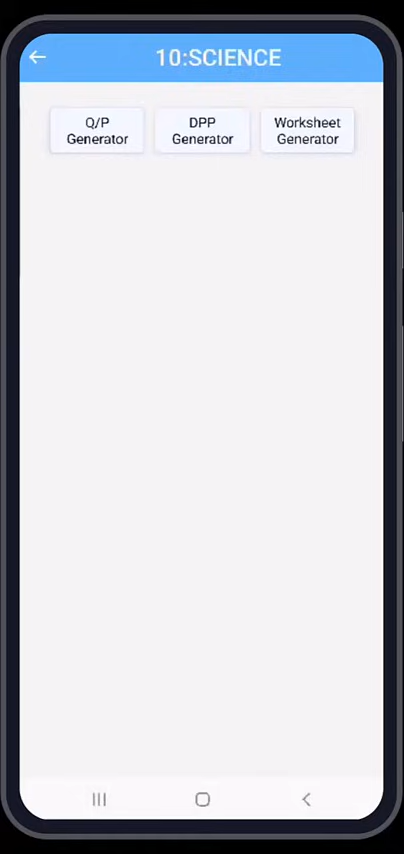 10:SCIENCE
Q/P
Generator
DPP
Generator
Worksheet
Generator